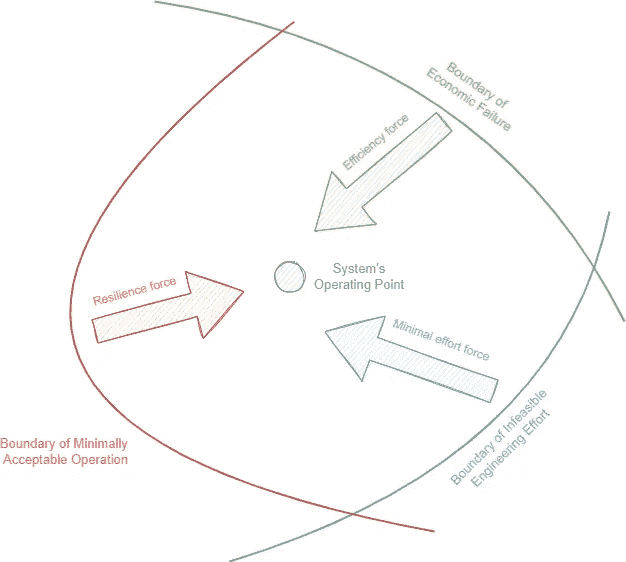 Boundary of
Economic Failure
Efficiency force
System's
Operating Point
Resilience force
Minimal effort force
Boundary of Minimally
Acceptable Operation
Boundary of Infeasible
Engineering Effort